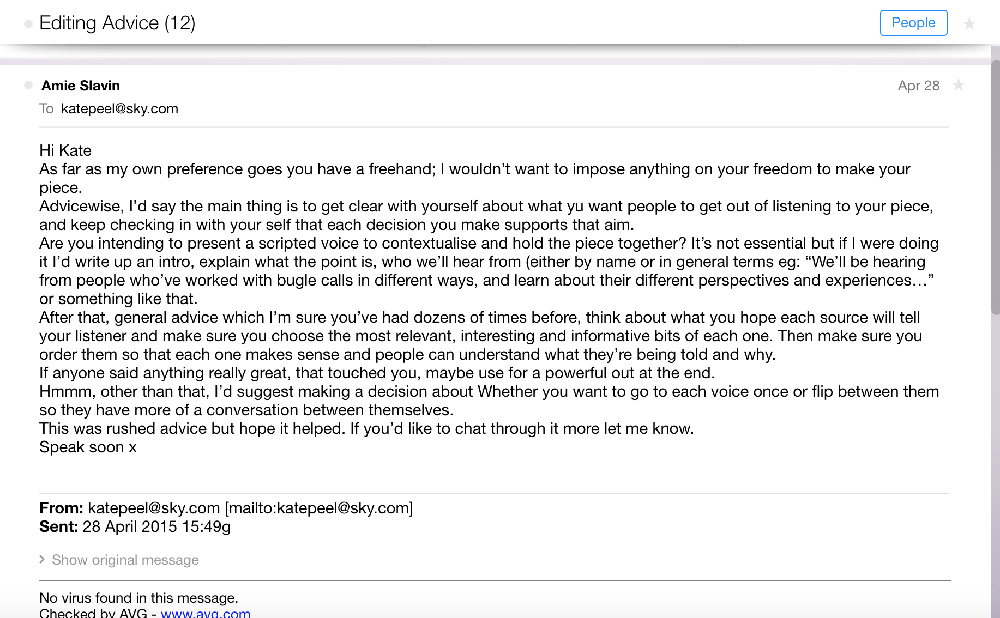 Editing Advice (12)
People
Amie Slavin
Apr 28
To katepeel@sky.com
Hi Kate
As far as my own preference goes you have a freehand; I wouldn’t want to impose anything on your freedom to make your
piece.
Advicewise, I’d say the main thing is to get clear with yourself about what yu want people to get out of listening to your piece,
and keep checking in with your self that each decision you make supports that aim.
Are you intending to present a scripted voice to contextualise and hold the piece together? It’s not essential but if I were doing
it I’d write up an intro, explain what the point is, who we’ll hear from (either by name or in general terms eg: “We’ll be hearing
from people who’ve worked with bugle calls in different ways, and learn about their different perspectives and experiences…”
or something like that.
After that, general advice which I’m sure you’ve had dozens of times before, think about what you hope each source will tell
your listener and make sure you choose the most relevant, interesting and informative bits of each one. Then make sure you
order them so that each one makes sense and people can understand what they’re being told and why.
If anyone said anything really great, that touched you, maybe use for a powerful out at the end.
Hmmm, other than that, I’d suggest making a decision about Whether you want to go to each voice once or flip between them
so they have more of a conversation between themselves.
This was rushed advice but hope it helped. If you’d like to chat through it more let me know.
Speak soon x
From: katepeel@sky.com [mailto:katepeel@sky.com]
Sent: 28 April 2015 15:49g
Show original message
No virus found in this message.
Checked by AVG - www.avg.com